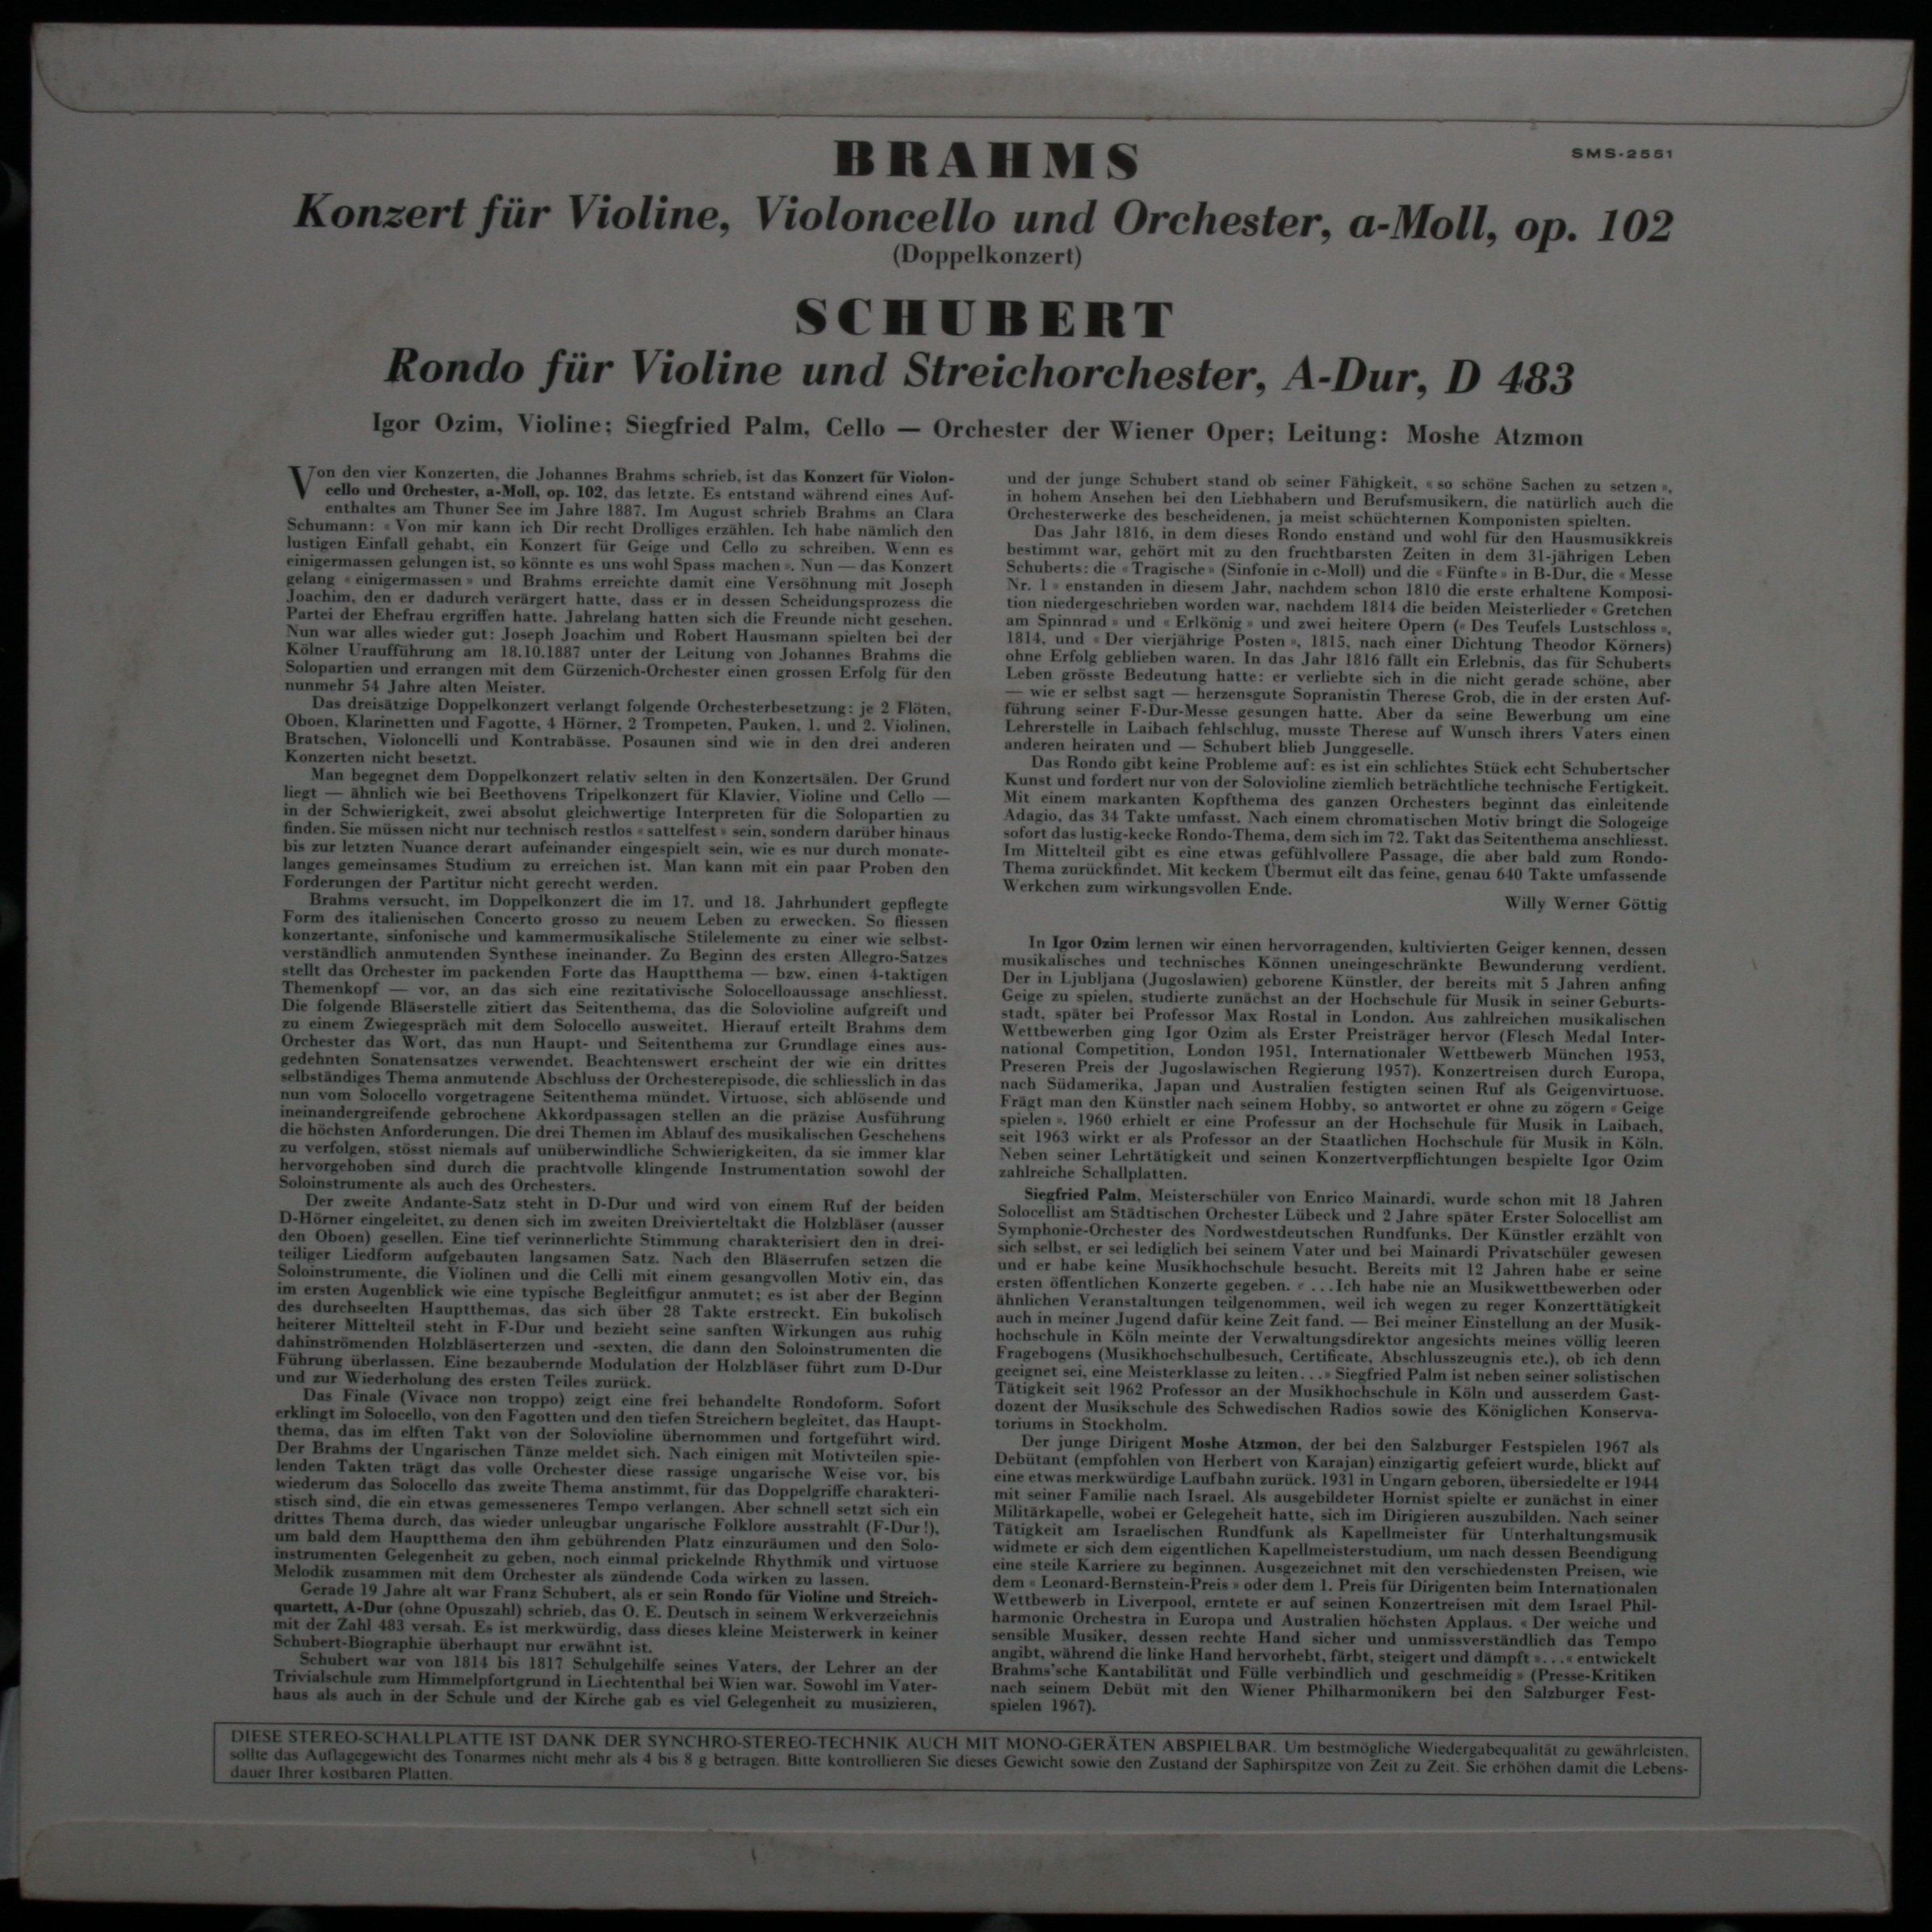 BRAHMS
SMS-2551
Konzert für Violine, Violoncello und Orchester, a-Moll, op. 102
(Doppelkonzert)
SCHUBERT
Rondo für Violine und Streichorchester, A-Dur, D 483
Igor Ozim, Violine; Siegfried Palm, Cello — Orchester der Wiener Oper; Leitung: Moshe Atzmon
Von den vier Konzerten, die Johannes Brahms schrieb, ist das Konzert für Violon-
cello und Orchester, a-Moll, op. 102, das letzte. Es entstand während eines Auf-
enthaltes am Thuner See im Jahre 1887. Im August schrieb Brahms an Clara
Schumann: « Von mir kann ich Dir recht Drolliges erzählen. Ich habe nämlich den
lustigen Einfall gehabt, ein Konzert für Geige und Cello zu schreiben. Wenn es
einigermassen gelungen ist, so könnte es uns wohl Spass machen ». Nun — das Konzert
gelang « einigermassen » und Brahms erreichte damit eine Versöhnung mit Joseph
Joachim, den er dadurch verärgert hatte, dass er in dessen Scheidungsprozess die
Partei der Ehefrau ergriffen hatte. Jahrelang hatten sich die Freunde nicht gesehen.
Nun war alles wieder gut: Joseph Joachim und Robert Hausmann spielten bei der
Kölner Uraufführung am 18.10.1887 unter der Leitung von Johannes Brahms die
Solopartien und errangen mit dem Gürzenich-Orchester einen grossen Erfolg für den
nunmehr 54 Jahre alten Meister.
Das dreisätzige Doppelkonzert verlangt folgende Orchesterbesetzung: je 2 Flöten,
Oboen, Klarinetten und Fagotte, 4 Hörner, 2 Trompeten, Pauken, 1. und 2. Violinen,
Bratschen, Violoncelli und Kontrabässe. Posaunen sind wie in den drei anderen
Konzerten nicht besetzt.
Man begegnet dem Doppelkonzert relativ selten in den Konzertsälen. Der Grund
liegt — ähnlich wie bei Beethovens Tripelkonzert für Klavier, Violine und Cello —
in der Schwierigkeit, zwei absolut gleichwertige Interpreten für die Solopartien zu
finden. Sie müssen nicht nur technisch restlos « sattelfest » sein, sondern darüber hinaus
bis zur letzten Nuance derart aufeinander eingespielt sein, wie es nur durch monate-
langes gemeinsames Studium zu erreichen ist. Man kann mit ein paar Proben den
Forderungen der Partitur nicht gerecht werden.
Brahms versucht, im Doppelkonzert die im 17. und 18. Jahrhundert gepflegte
Form des italienischen Concerto grosso zu neuem Leben zu erwecken. So fliessen
konzertante, sinfonische und kammermusikalische Stilelemente zu einer wie selbst-
verständlich anmutenden Synthese ineinander. Zu Beginn des ersten Allegro-Satzes
stellt das Orchester im packenden Forte das Hauptthema — bzw. einen 4-taktigen
Themenkopf — vor, an das sich eine rezitativische Solocelloaussage anschliesst.
Die folgende Bläserstelle zitiert das Seitenthema, das die Solovioline aufgreift und
zu einem Zwiegespräch mit dem Solocello ausweitet. Hierauf erteilt Brahms dem
Orchester das Wort, das nun Haupt- und Seitenthema zur Grundlage eines aus-
gedehnten Sonatensatzes verwendet. Beachtenswert erscheint der wie ein drittes
selbständiges Thema anmutende Abschluss der Orchesterepisode, die schliesslich in das
nun vom Solocello vorgetragene Seitenthema mündet. Virtuose, sich ablösende und
ineinandergreifende gebrochene Akkordpassagen stellen an die präzise Ausführung
die höchsten Anforderungen. Die drei Themen im Ablauf des musikalischen Geschehens
zu verfolgen, stösst niemals auf unüberwindliche Schwierigkeiten, da sie immer klar
hervorgehoben sind durch die prachtvolle klingende Instrumentation sowohl der
Soloinstrumente als auch des Orchesters.
Der zweite Andante-Satz steht in D-Dur und wird von einem Ruf der beiden
D-Hörner eingeleitet, zu denen sich im zweiten Dreivierteltakt die Holzbläser (ausser
den Oboen) gesellen. Eine tief verinnerlichte Stimmung charakterisiert den in drei-
teiliger Liedform aufgebauten langsamen Satz. Nach den Bläserrufen setzen die
Soloinstrumente, die Violinen und die Celli mit einem gesangvollen Motiv ein, das
im ersten Augenblick wie eine typische Begleitfigur anmutet; es ist aber der Beginn
des durchseelten Hauptthemas, das sich über 28 Takte erstreckt. Ein bukolisch
heiterer Mittelteil steht in F-Dur und bezieht seine sanften Wirkungen aus ruhig
dahinströmenden Holzbläserterzen und -sexten, die dann den Soloinstrumenten die
Führung überlassen. Eine bezaubernde Modulation der Holzbläser führt zum D-Dur
und zur Wiederholung des ersten Teiles zurück.
Das Finale (Vivace non troppo) zeigt eine frei behandelte Rondoform. Sofort
erklingt im Solocello, von den Fagotten und den tiefen Streichern begleitet, das Haupt-
thema, das im elften Takt von der Solovioline übernommen und fortgeführt wird.
Der Brahms der Ungarischen Tänze meldet sich. Nach einigen mit Motivteilen spie-
lenden Takten trägt das volle Orchester diese rassige ungarische Weise vor, bis
wiederum das Solocello das zweite Thema anstimmt, für das Doppelgriffe charakteri-
stisch sind, die ein etwas gemesseneres Tempo verlangen. Aber schnell setzt sich ein
drittes Thema durch, das wieder unleugbar ungarische Folklore ausstrahlt (F-Dur!),
um bald dem Hauptthema den ihm gebührenden Platz einzuräumen und den Solo-
instrumenten Gelegenheit zu geben, noch einmal prickelnde Rhythmik und virtuose
Melodik zusammen mit dem Orchester als zündende Coda wirken zu lassen.
Gerade 19 Jahre alt war Franz Schubert, als er sein Rondo für Violine und Streich-
quartett, A-Dur (ohne Opuszahl) schrieb, das O. E. Deutsch in seinem Werkverzeichnis
mit der Zahl 483 versah. Es ist merkwürdig, dass dieses kleine Meisterwerk in keiner
Schubert-Biographie überhaupt nur erwähnt ist.
Schubert war von 1814 bis 1817 Schulgehilfe seines Vaters, der Lehrer an der
Trivialschule zum Himmelpfortgrund in Liechtenthal bei Wien war. Sowohl im Vater-
haus als auch in der Schule und der Kirche gab es viel Gelegenheit zu musizieren,
und der junge Schubert stand ob seiner Fähigkeit, « so schöne Sachen zu setzen »,
in hohem Ansehen bei den Liebhabern und Berufsmusikern, die natürlich auch die
Orchesterwerke des bescheidenen, ja meist schüchternen Komponisten spielten.
Das Jahr 1816, in dem dieses Rondo enstand und wohl für den Hausmusikkreis
bestimmt war, gehört mit zu den fruchtbarsten Zeiten in dem 31-jährigen Leben
Schuberts: die « Tragische » (Sinfonie in c-Moll) und die « Fünfte » in B-Dur, die « Messe
Nr. 1 » enstanden in diesem Jahr, nachdem schon 1810 die erste erhaltene Komposi-
tion niedergeschrieben worden war, nachdem 1814 die beiden Meisterlieder « Gretchen
am Spinnrad » und « Erlkönig » und zwei heitere Opern (« Des Teufels Lustschloss »,
1814, und « Der vierjährige Posten », 1815, nach einer Dichtung Theodor Körners)
ohne Erfolg geblieben waren. In das Jahr 1816 fällt ein Erlebnis, das für Schuberts
Leben grösste Bedeutung hatte: er verliebte sich in die nicht gerade schöne, aber
— wie er selbst sagt — herzensgute Sopranistin Therese Grob, die in der ersten Auf-
führung seiner F-Dur-Messe gesungen hatte. Aber da seine Bewerbung um eine
Lehrerstelle in Laibach fehlschlug, musste Therese auf Wunsch ihrers Vaters einen
anderen heiraten und — Schubert blieb Junggeselle.
Das Rondo gibt keine Probleme auf: es ist ein schlichtes Stück echt Schubertscher
Kunst und fordert nur von der Solovioline ziemlich beträchtliche technische Fertigkeit.
Mit einem markanten Kopfthema des ganzen Orchesters beginnt das einleitende
Adagio, das 34 Takte umfasst. Nach einem chromatischen Motiv bringt die Sologeige
sofort das lustig-kecke Rondo-Thema, dem sich im 72. Takt das Seitenthema anschliesst.
Im Mittelteil gibt es eine etwas gefühlvollere Passage, die aber bald zum Rondo-
Thema zurückfindet. Mit keckem Übermut eilt das feine, genau 640 Takte umfassende
Werkchen zum wirkungsvollen Ende.
Willy Werner Göttig
In Igor Ozim lernen wir einen hervorragenden, kultivierten Geiger kennen, dessen
musikalisches und technisches Können uneingeschränkte Bewunderung verdient.
Der in Ljubljana (Jugoslawien) geborene Künstler, der bereits mit 5 Jahren anfing
Geige zu spielen, studierte zunächst an der Hochschule für Musik in seiner Geburts-
stadt, später bei Professor Max Rostal in London. Aus zahlreichen musikalischen
Wettbewerben ging Igor Ozim als Erster Preisträger hervor (Flesch Medal Inter-
national Competition, London 1951, Internationaler Wettbewerb München 1953,
Preseren Preis der Jugoslawischen Regierung 1957). Konzertreisen durch Europa,
nach Südamerika, Japan und Australien festigten seinen Ruf als Geigenvirtuose.
Frägt man den Künstler nach seinem Hobby, so antwortet er ohne zu zögern « Geige
spielen ». 1960 erhielt er eine Professur an der Hochschule für Musik in Laibach,
seit 1963 wirkt er als Professor an der Staatlichen Hochschule für Musik in Köln.
Neben seiner Lehrtätigkeit und seinen Konzertverpflichtungen bespielte Igor Ozim
zahlreiche Schallplatten.
Siegfried Palm, Meisterschüler von Enrico Mainardi, wurde schon mit 18 Jahren
Solocellist am Städtischen Orchester Lübeck und 2 Jahre später Erster Solocellist am
Symphonie-Orchester des Nordwestdeutschen Rundfunks. Der Künstler erzählt von
sich selbst, er sei lediglich bei seinem Vater und bei Mainardi Privatschüler gewesen
und er habe keine Musikhochschule besucht. Bereits mit 12 Jahren habe er seine
ersten öffentlichen Konzerte gegeben. « ...Ich habe nie an Musikwettbewerben oder
ähnlichen Veranstaltungen teilgenommen, weil ich wegen zu reger Konzerttätigkeit
auch in meiner Jugend dafür keine Zeit fand. — Bei meiner Einstellung an der Musik-
hochschule in Köln meinte der Verwaltungsdirektor angesichts meines völlig leeren
Fragebogens (Musikhochschulbesuch, Certificate, Abschlusszeugnis etc.), ob ich denn
geeignet sei, eine Meisterklasse zu leiten...» Siegfried Palm ist neben seiner solistischen
Tätigkeit seit 1962 Professor an der Musikhochschule in Köln und ausserdem Gast-
dozent der Musikschule des Schwedischen Radios sowie des Königlichen Konserva-
toriums in Stockholm.
Der junge Dirigent Moshe Atzmon, der bei den Salzburger Festspielen 1967 als
Debütant (empfohlen von Herbert von Karajan) einzigartig gefeiert wurde, blickt auf
eine etwas merkwürdige Laufbahn zurück. 1931 in Ungarn geboren, übersiedelte er 1944
mit seiner Familie nach Israel. Als ausgebildeter Hornist spielte er zunächst in einer
Militärkapelle, wobei er Gelegeheit hatte, sich im Dirigieren auszubilden. Nach seiner
Tätigkeit am Israelischen Rundfunk als Kapellmeister für Unterhaltungsmusik
widmete er sich dem eigentlichen Kapellmeisterstudium, um nach dessen Beendigung
eine steile Karriere zu beginnen. Ausgezeichnet mit den verschiedensten Preisen, wie
dem « Leonard-Bernstein-Preis » oder dem 1. Preis für Dirigenten beim Internationalen
Wettbewerb in Liverpool, erntete er auf seinen Konzertreisen mit dem Israel Phil-
harmonic Orchestra in Europa und Australien höchsten Applaus. « Der weiche und
sensible Musiker, dessen rechte Hand sicher und unmissverständlich das Tempo
angibt, während die linke Hand hervorhebt, färbt, steigert und dämpft »...« entwickelt
Brahms'sche Kantabilität und Fülle verbindlich und geschmeidig » (Presse-Kritiken
nach seinem Debüt mit den Wiener Philharmonikern bei den Salzburger Fest-
spielen 1967).
DIESE STEREO-SCHALLPLATTE IST DANK DER SYNCHRO-STEREO-TECHNIK AUCH MIT MONO-GERÄTEN ABSPIELBAR. Um bestmögliche Wiedergabequalität zu gewährleisten,
sollte das Auflagegewicht des Tonarmes nicht mehr als 4 bis 8 g betragen. Bitte kontrollieren Sie dieses Gewicht sowie den Zustand der Saphirspitze von Zeit zu Zeit. Sie erhöhen damit die Lebens-
dauer Ihrer kostbaren Platten.